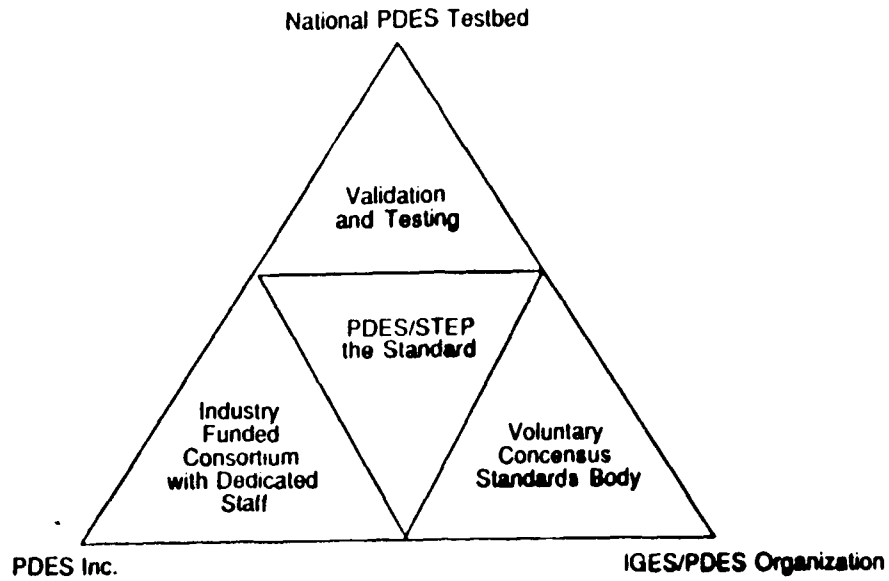 National PDES Testbed
Validation
and Testing
PDES/STEP
the Standard
Industry
Funded
Consortium
with Dedicated
Staff
Voluntary
Concensus
Standards Body
PDES Inc.
IGES/PDES Organization